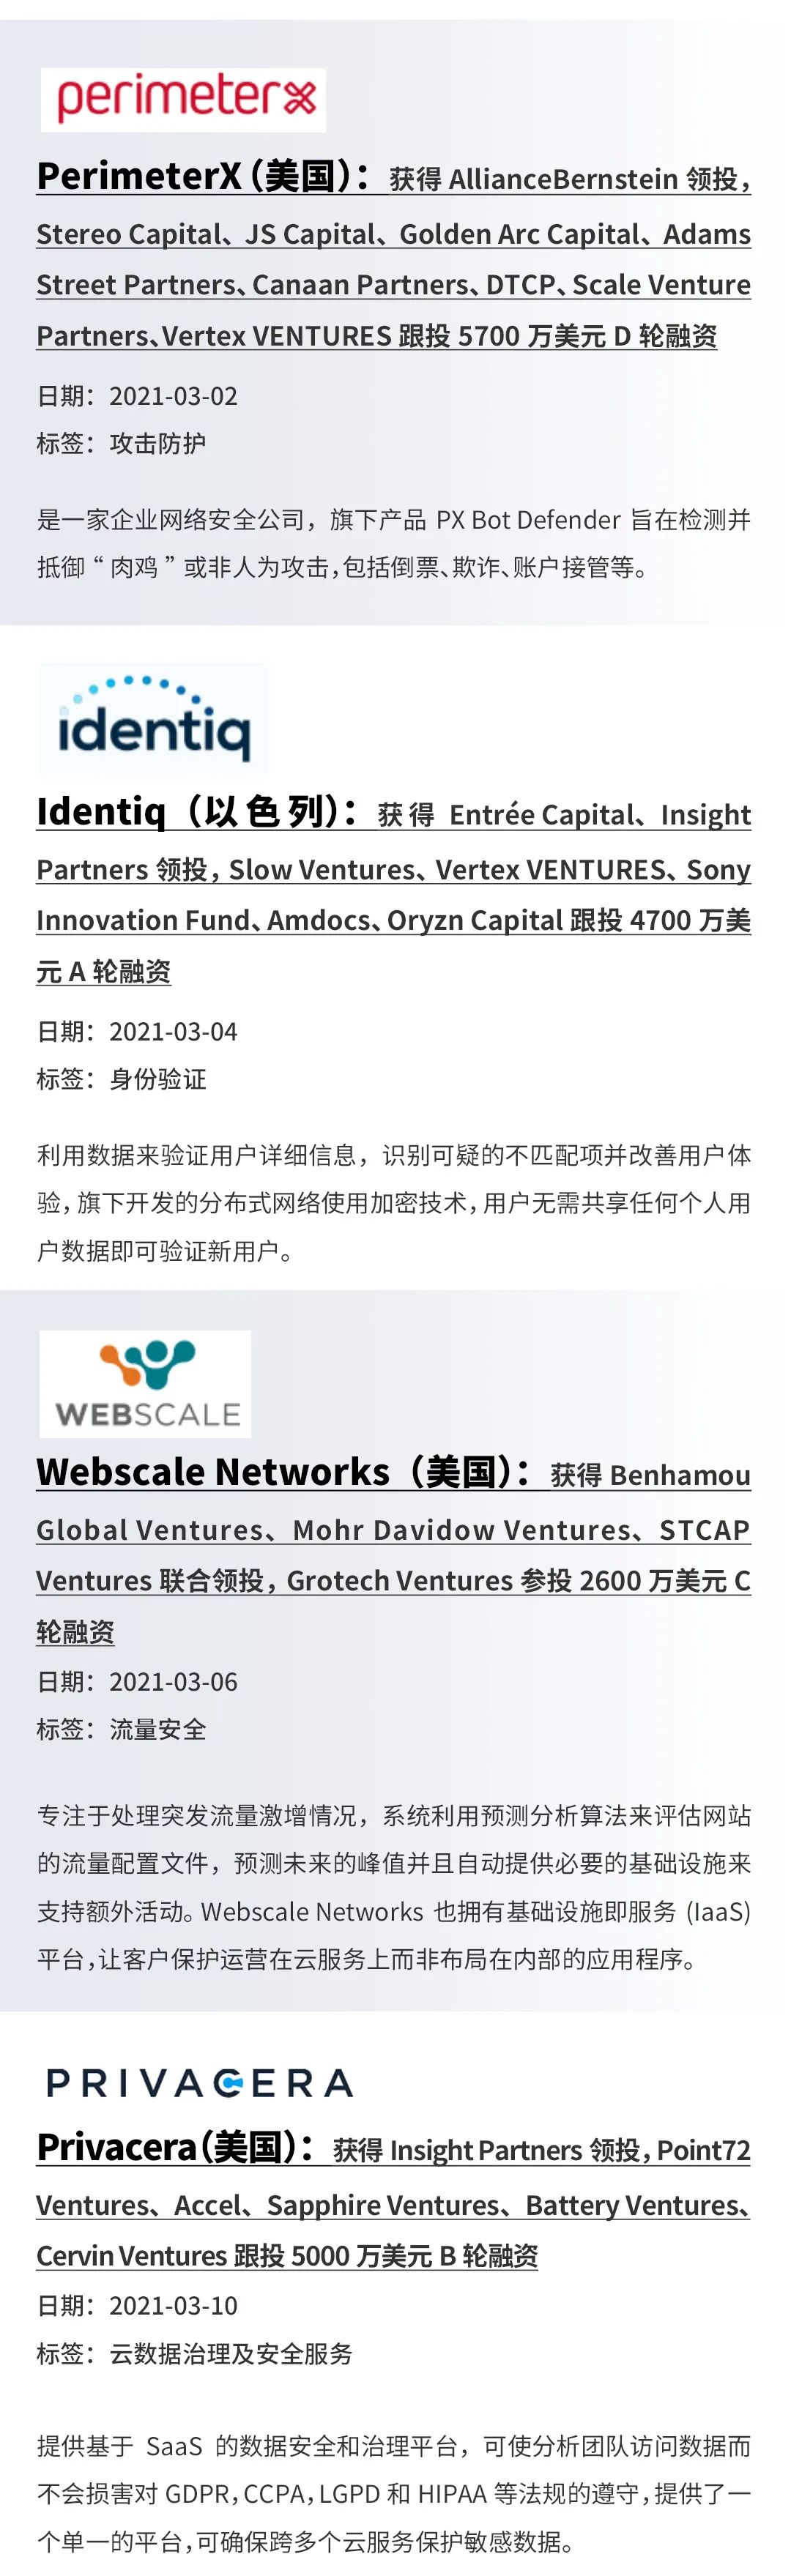 perimeterx
PerimeterX（美国）：获得 AllianceBernstein 领投，
Stereo Capital、JS Capital、Golden Arc Capital、Adams
Street Partners、Canaan Partners、DTCP、Scale Venture
Partners、Vertex VENTURES 跟投 5700 万美元 D 轮融资
日期：2021-03-02
标签：攻击防护
是一家企业网络安全公司，旗下产品 PX Bot Defender 旨在检测并
抵御“肉鸡”或非人为攻击，包括倒票、欺诈、账户接管等。
identiq
Identiq（以色列）：获得 Entrée Capital、Insight
Partners 领投，Slow Ventures、Vertex VENTURES、Sony
Innovation Fund、Amdocs、Oryzn Capital 跟投 4700 万美
元 A 轮融资
日期：2021-03-04
标签：身份验证
利用数据来验证用户详细信息，识别可疑的不匹配项并改善用户体
验，旗下开发的分布式网络使用加密技术，用户无需共享任何个人用
户数据即可验证新用户。
WEBSCALE
Webscale Networks（美国）：获得 Benhamou
Global Ventures、Mohr Davidow Ventures、STCAP
Ventures 联合领投，Grotech Ventures 参投 2600 万美元 C
轮融资
日期：2021-03-06
标签：流量安全
专注于处理突发流量激增情况，系统利用预测分析算法来评估网站
的流量配置文件，预测未来的峰值并且自动提供必要的基础设施来
支持额外活动。Webscale Networks 也拥有基础设施即服务 (IaaS)
平台，让客户保护运营在云服务上而非布局在内部的应用程序。
PRIVACERA
Privacera（美国）：获得 Insight Partners 领投，Point72
Ventures、Accel、Sapphire Ventures、Battery Ventures、
Cervin Ventures 跟投 5000 万美元 B 轮融资
日期：2021-03-10
标签：云数据治理及安全服务
提供基于 SaaS 的数据安全和治理平台，可使分析团队访问数据而
不会损害对 GDPR，CCPA，LGPD 和 HIPAA 等法规的遵守，提供了一
个单一的平台，可确保跨多个云服务保护敏感数据。